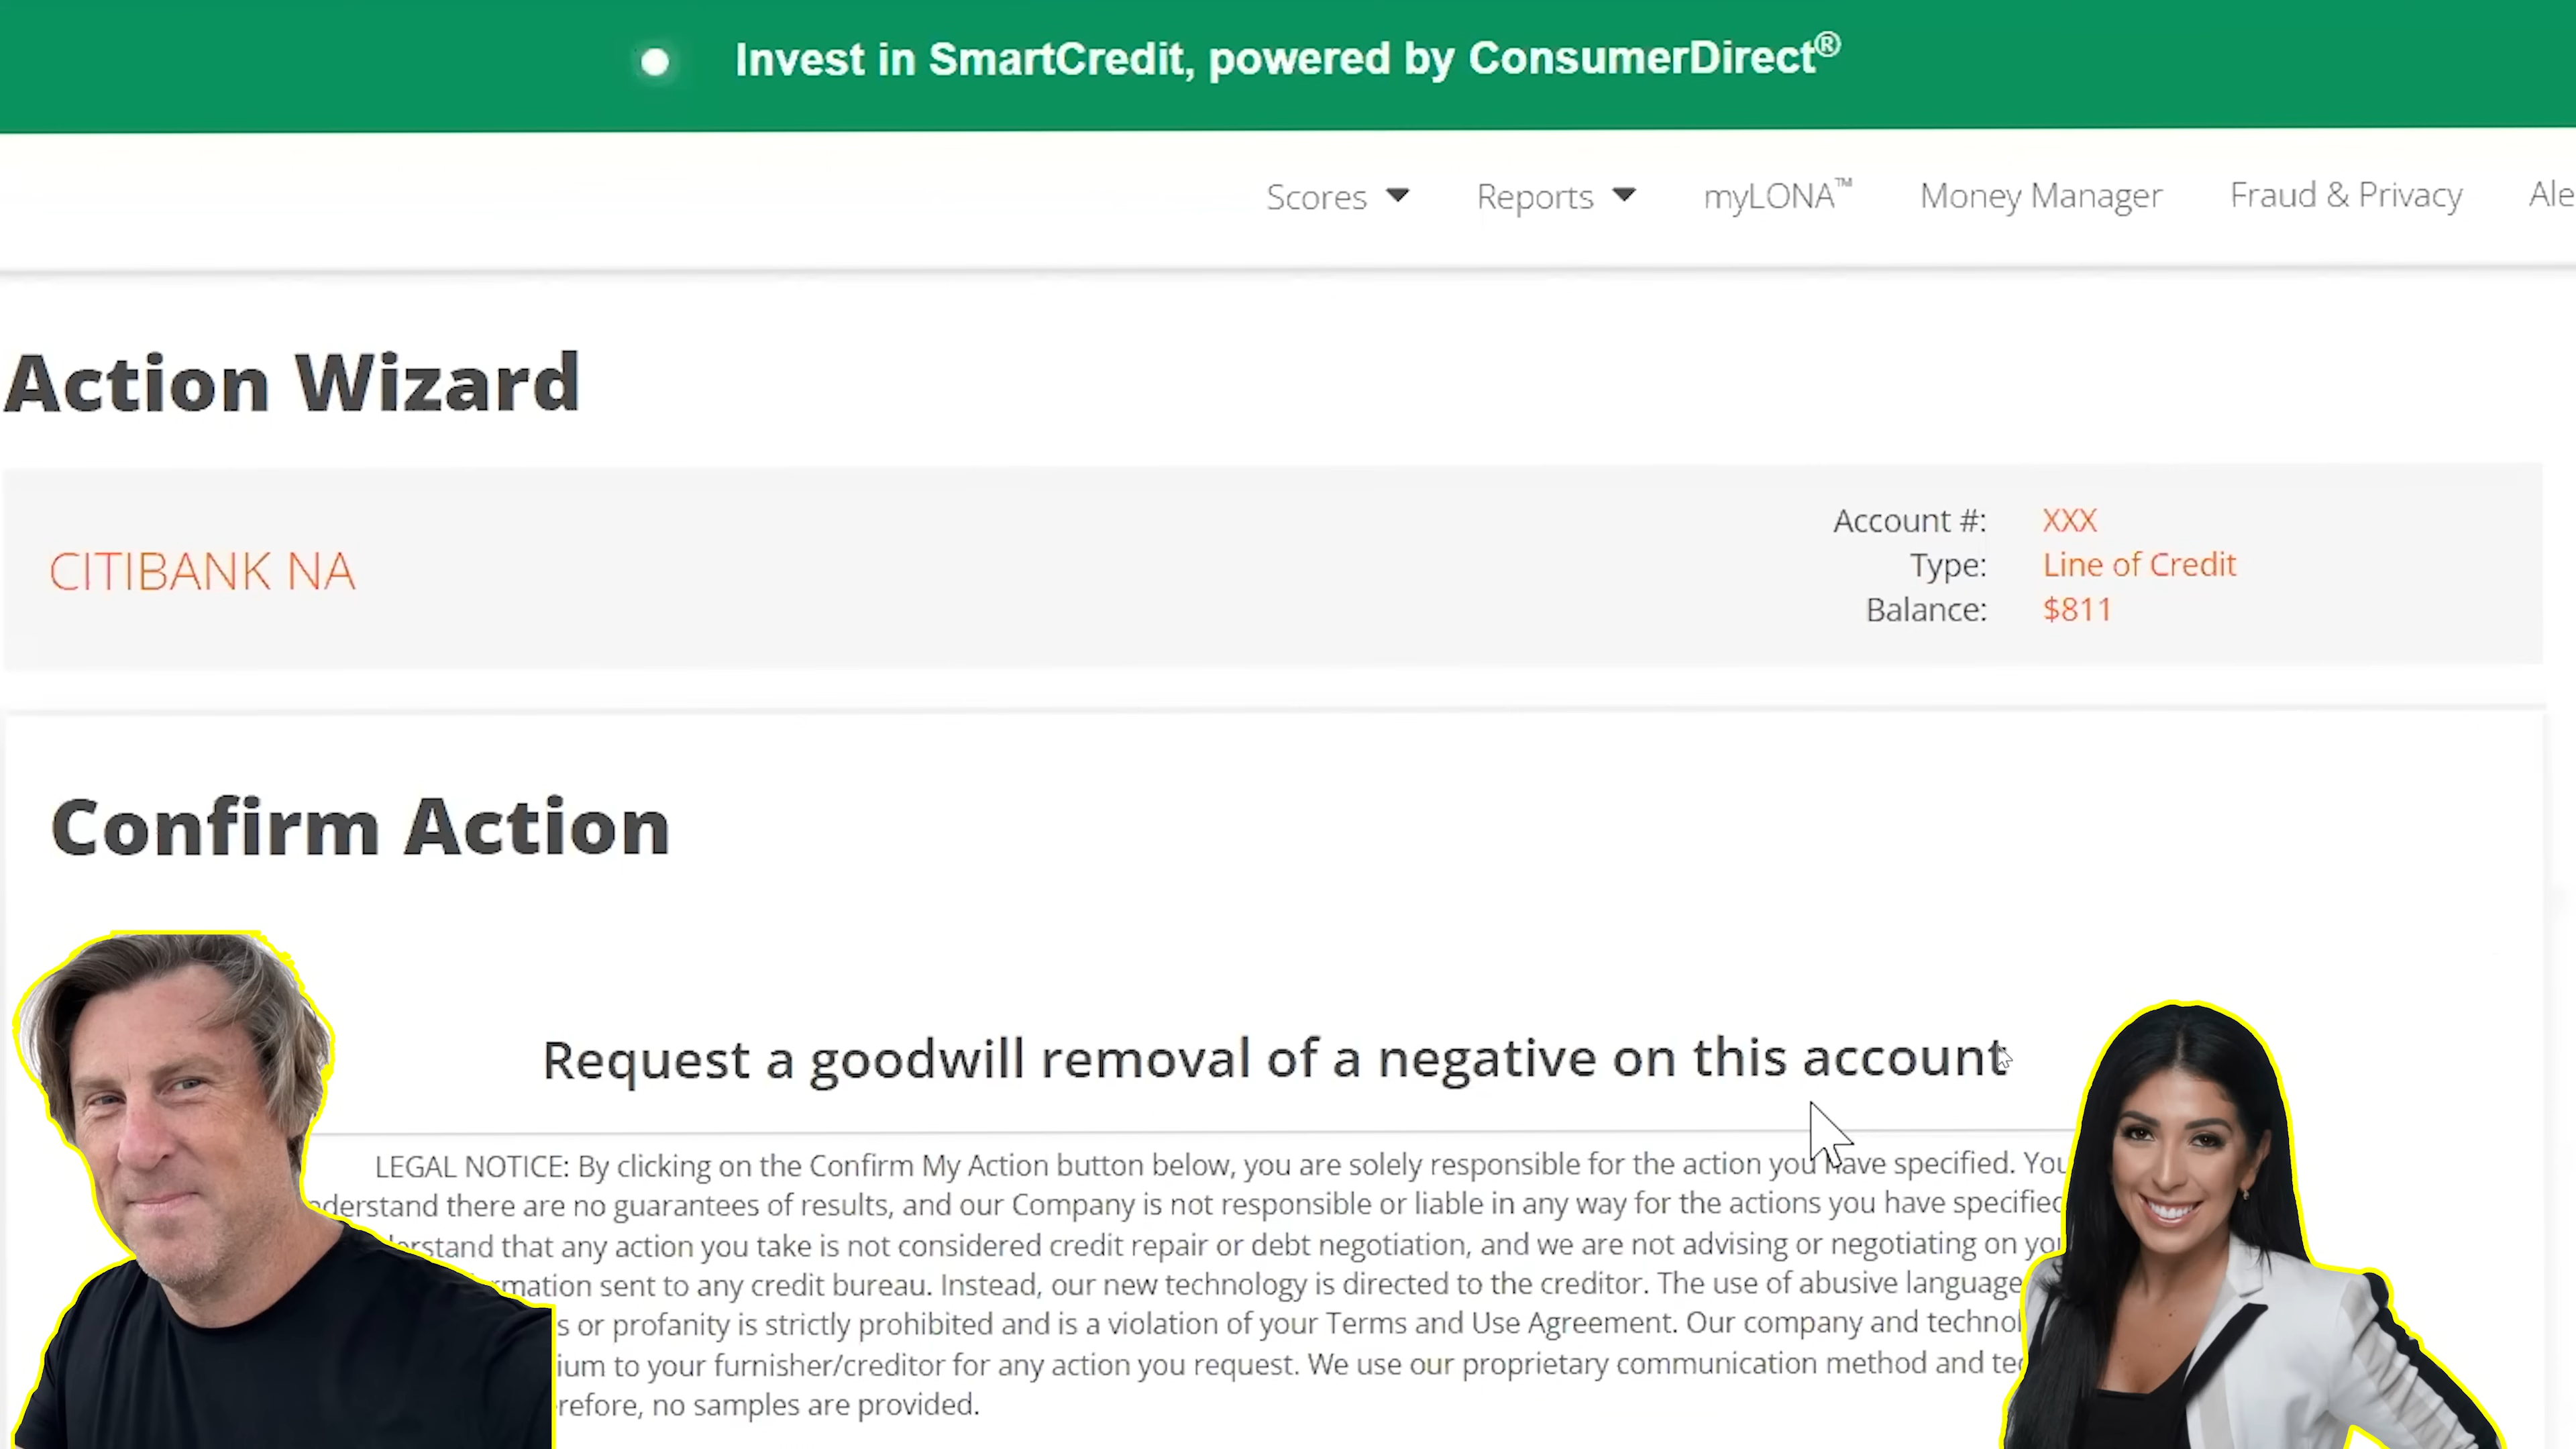 Invest in SmartCredit, powered by ConsumerDirect®
Scores Reports myLONA™ Money Manager Fraud & Privacy
Action Wizard
CITIBANK NA
Account #: XXX
Type: Line of Credit
Balance: $811
Confirm Action
Request a goodwill removal of a negative on this account
LEGAL NOTICE: By clicking on the Confirm My Action button below, you are solely responsible for the action you have specified. You
understand there are no guarantees of results, and our Company is not responsible or liable in any way for the actions you have specified
that any action you take is not considered credit repair or debt negotiation, and we are not advising or negotiating on
sent to any credit bureau. Instead, our new technology is directed to the creditor. The use of abusive language
or profanity is strictly prohibited and is a violation of your Terms and Use Agreement. Our company and
to your furnisher/creditor for any action you request. We use our proprietary communication method and
no samples are provided.